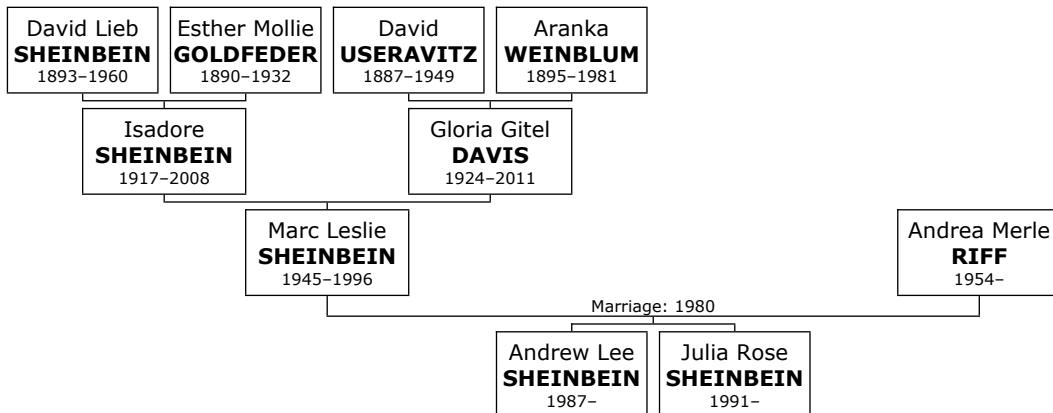 David Lieb
SHEINBEIN
1893–1960
Esther Mollie
GOLDFEDER
1890–1932
David
USERAVITZ
1887–1949
Aranka
WEINBLUM
1895–1981
Isadore
SHEINBEIN
1917–2008
Gloria Gitel
DAVIS
1924–2011
Marc Leslie
SHEINBEIN
1945–1996
Andrea Merle
RIFF
1954–
Marriage: 1980
Andrew Lee
SHEINBEIN
1987–
Julia Rose
SHEINBEIN
1991–